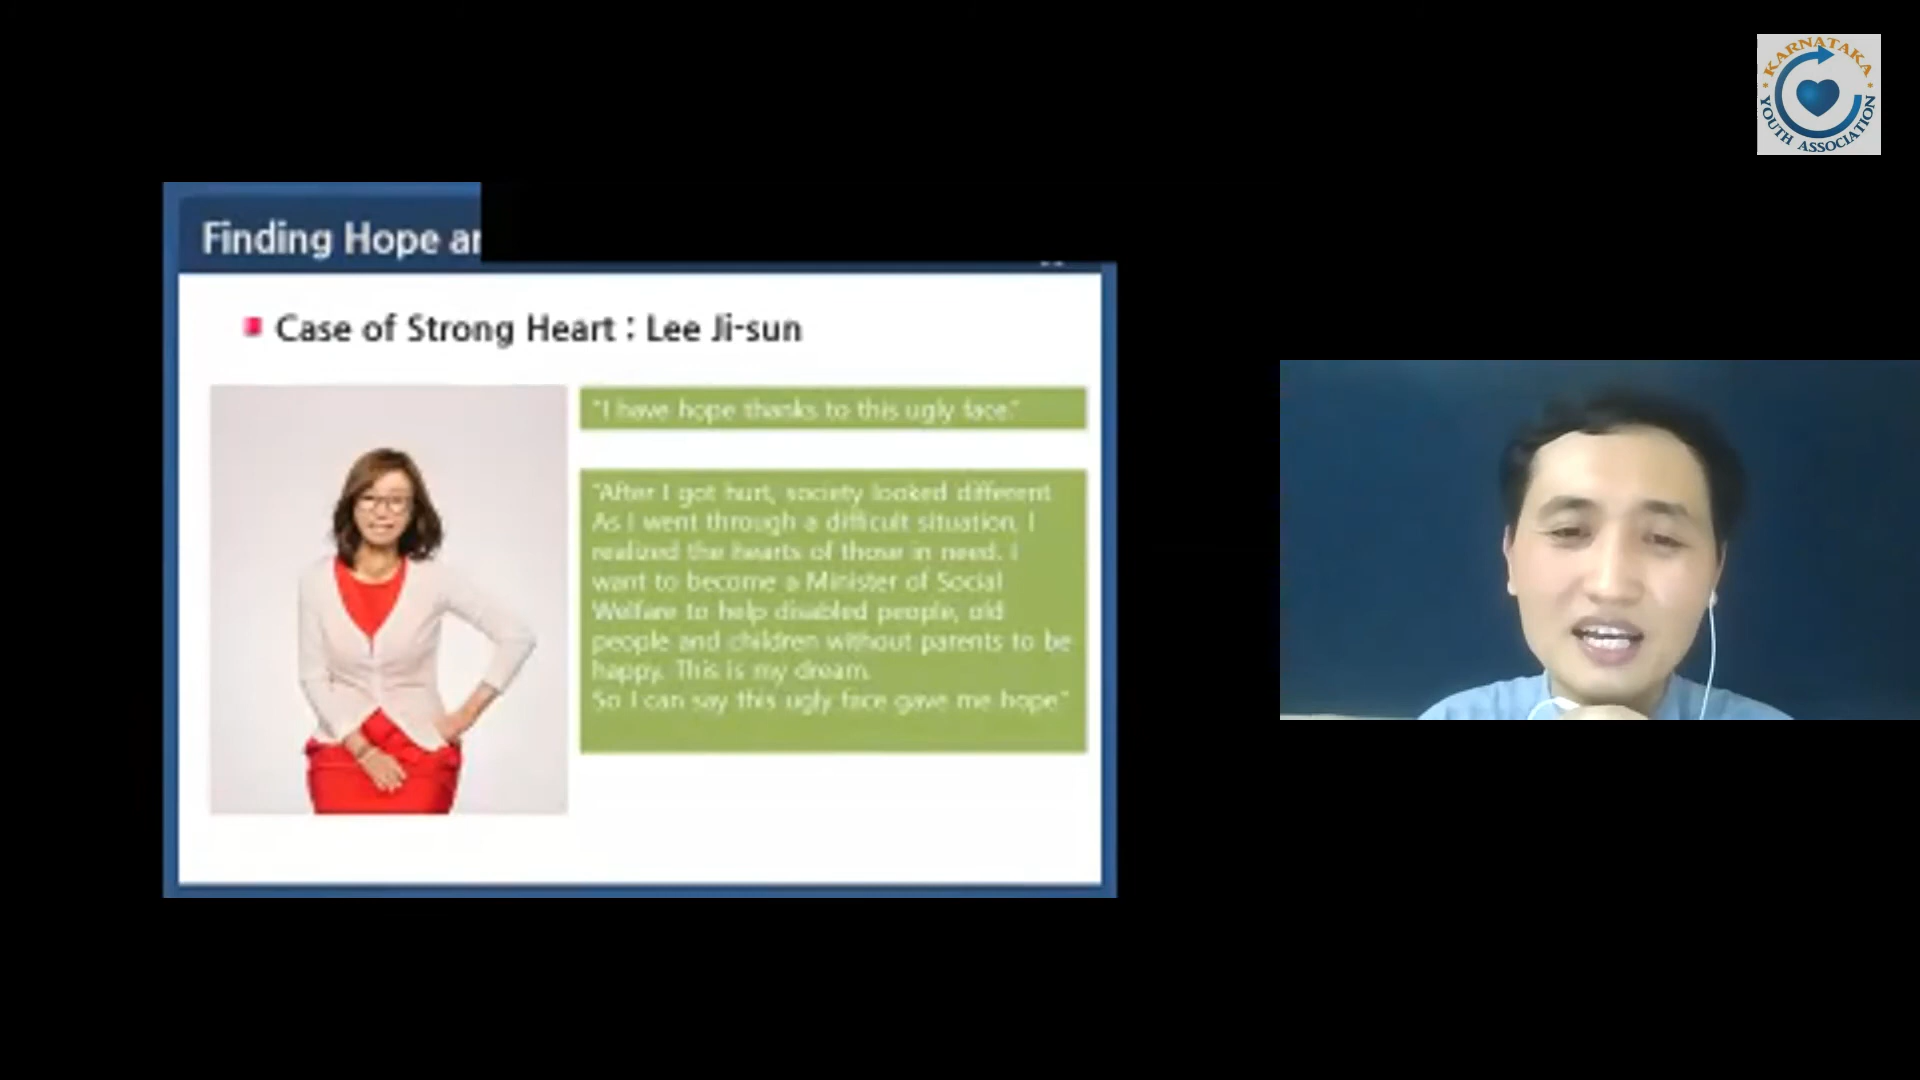 KARNATAKA
YOUTH ASSOCIATION
Finding Hope
Case of Strong Heart : Lee Ji-sun
"I have hope thanks to this ugly face."
"After I got hurt, society looked different
As I went through a difficult situation, I
realized the hearts of those in need. I
want to become a Minister of Social
Welfare to help disabled people, old
people and children without parents to be
happy. This is my dream.
So I can say this ugly face gave me hope"